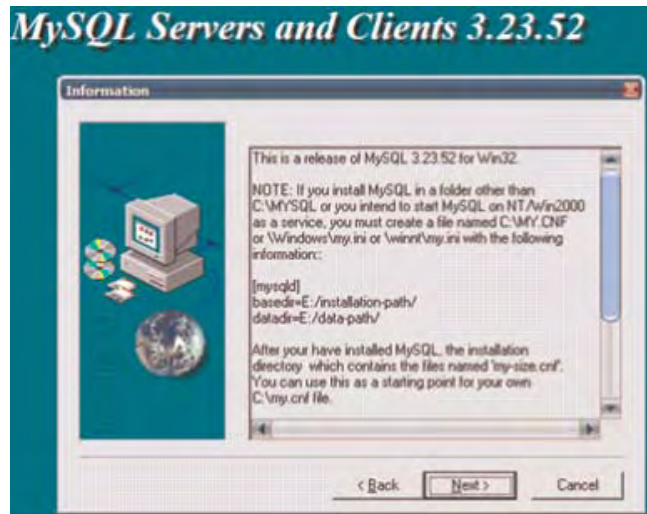 MySQL Servers and Clients 3.23.52
Information
This is a release of MySQL 3.23.52 for Win32.
NOTE: If you install MySQL in a folder other than
C:\MYSQL or you intend to start MySQL on NT/Win2000
as a service, you must create a file named C:\MY.CNF
or \Windows\my.ini or \winnt\my.ini with the following
information::
[mysqld]
basedir=E:/installation-path/
datadir=E:/data-path/
After your have installed MySQL, the installation
directory which contains the files named 'my-size.cnf'.
You can use this as a starting point for your own
C:\my.cnf file.
< Back
Next >
Cancel